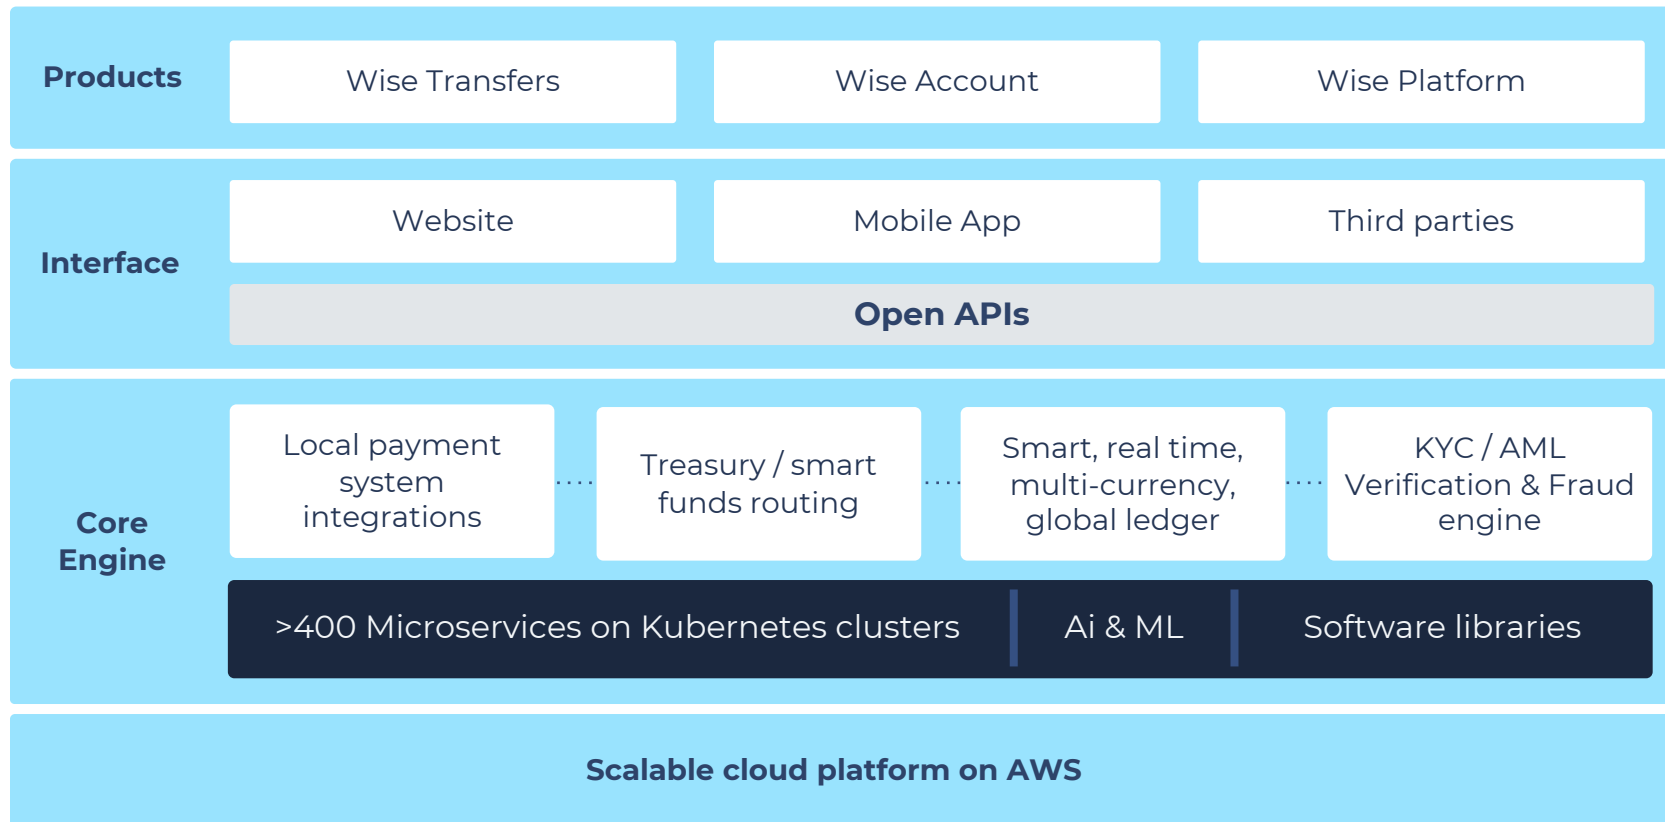 Products
Wise Transfers
Wise Account
Wise Platform
Interface
Website
Mobile App
Third parties
Open APIs
Core
Engine
Local payment
system
integrations
Treasury / smart
funds routing
Smart, real time,
multi-currency,
global ledger
KYC / AML
Verification & Fraud
engine
>400 Microservices on Kubernetes clusters
Ai & ML
Software libraries
Scalable cloud platform on AWS